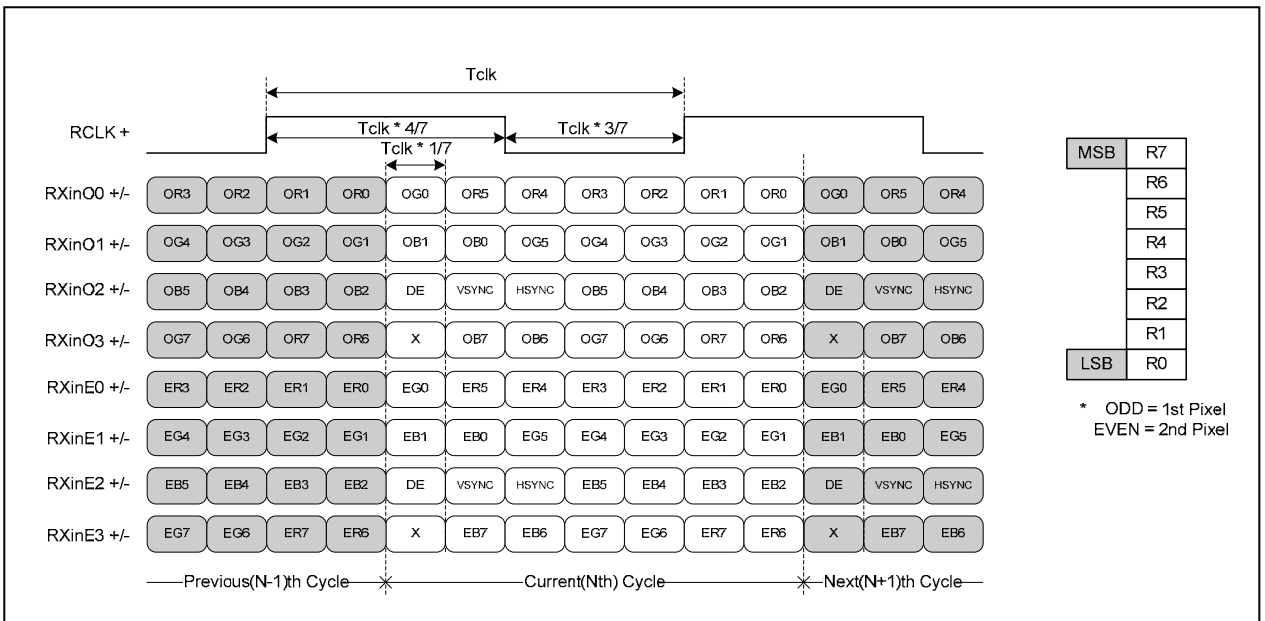 Tclk
RCLK +
Tclk * 4/7
Tclk * 3/7
Tclk * 1/7
RXinO0 +/- OR3 OR2 OR1 OR0 OG0 OR5 OR4 OR3 OR2 OR1 OR0 OG0 OR5 OR4
RXinO1 +/- OG4 OG3 OG2 OG1 OB1 OB0 OG5 OG4 OG3 OG2 OG1 OB1 OB0 OG5
RXinO2 +/- OB5 OB4 OB3 OB2 DE VSYNC HSYNC OB5 OB4 OB3 OB2 DE VSYNC HSYNC
RXinO3 +/- OG7 OG6 OR7 OR6 X OB7 OB6 OG7 OG6 OR7 OR6 X OB7 OB6
RXinE0 +/- ER3 ER2 ER1 ER0 EG0 ER5 ER4 ER3 ER2 ER1 ER0 EG0 ER5 ER4
RXinE1 +/- EG4 EG3 EG2 EG1 EB1 EB0 EG5 EG4 EG3 EG2 EG1 EB1 EB0 EG5
RXinE2 +/- EB5 EB4 EB3 EB2 DE VSYNC HSYNC EB5 EB4 EB3 EB2 DE VSYNC HSYNC
RXinE3 +/- EG7 EG6 ER7 ER6 X EB7 EB6 EG7 EG6 ER7 ER6 X EB7 EB6
Previous(N-1)th Cycle Current(Nth) Cycle Next(N+1)th Cycle
MSB R7
R6
R5
R4
R3
R2
R1
LSB R0
* ODD = 1st Pixel
EVEN = 2nd Pixel